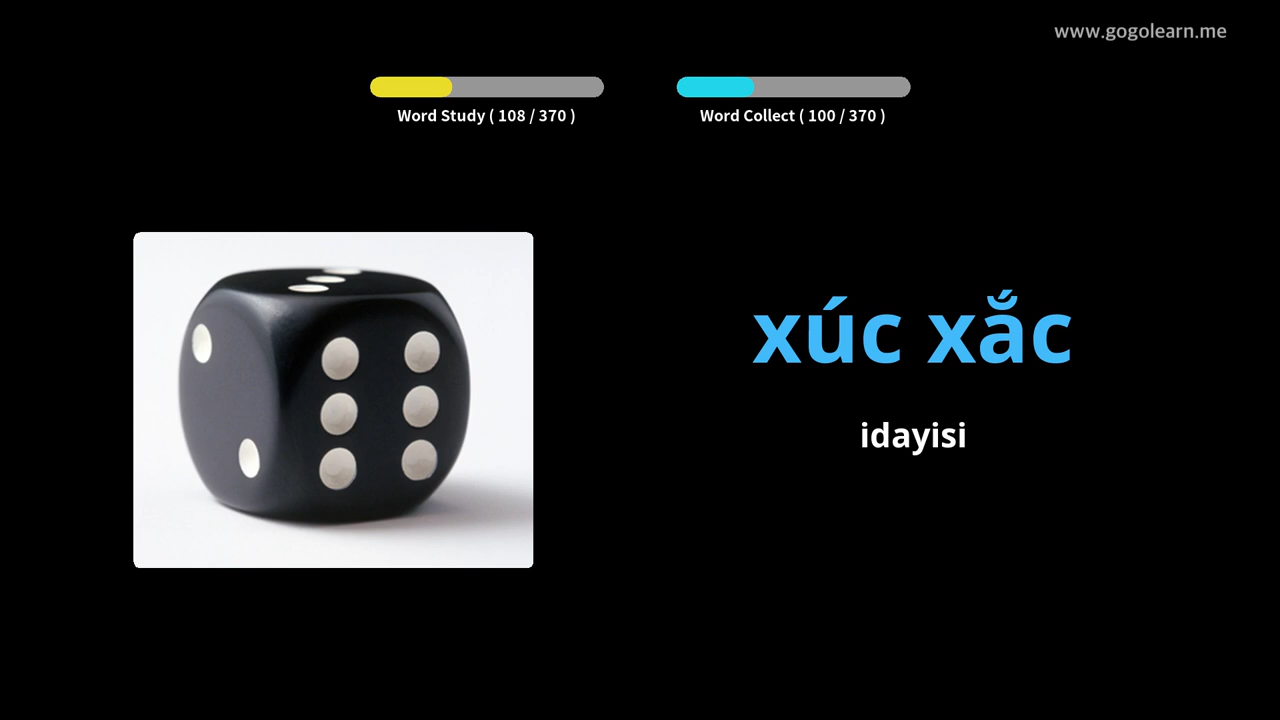 www.gogolearn.me
Word Study ( 108 / 370 )
Word Collect ( 100 / 370 )
xúc xắc
idayisi